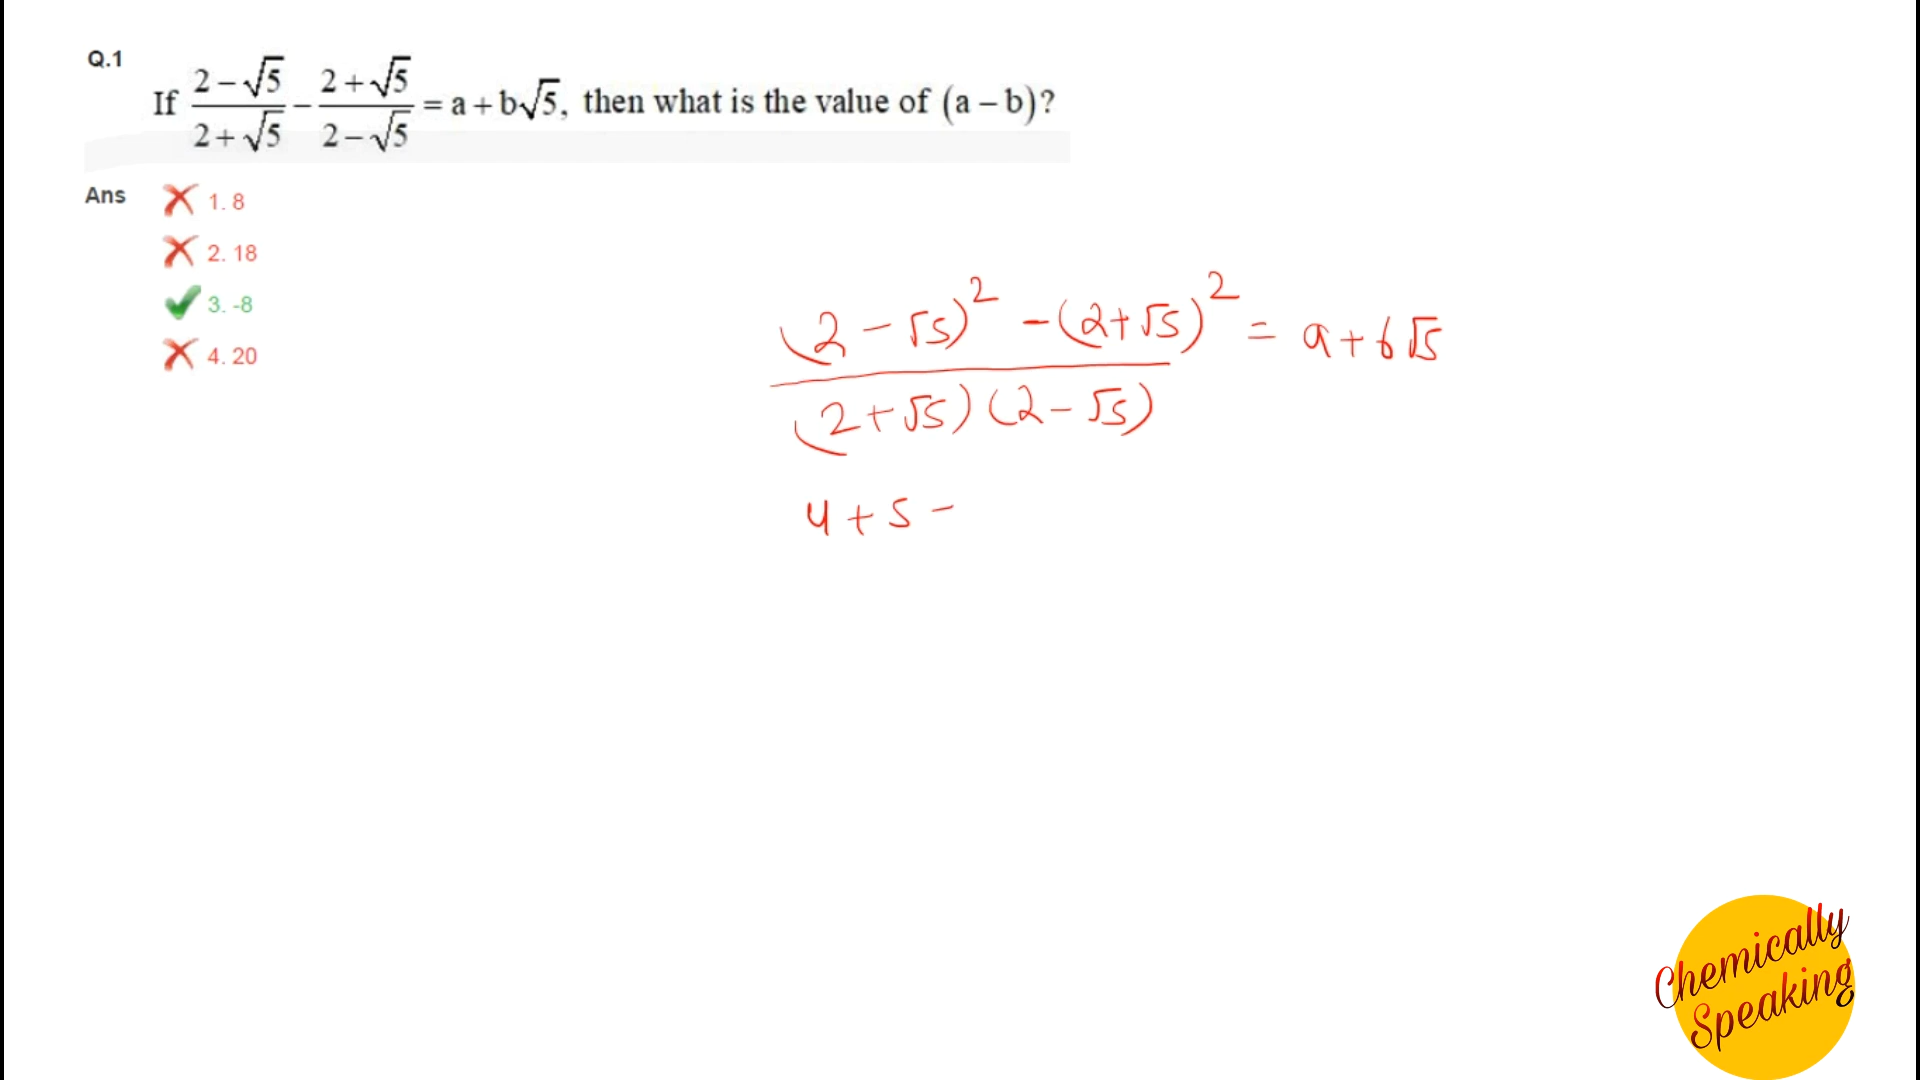 Q.1
If (2-√5)/(2+√5) - (2+√5)/(2-√5) = a+b√5, then what is the value of (a-b)?
Ans
1. 8
2. 18
3. -8
4. 20
(2-√5)² -(2+√5)² = a+b√5
(2+√5)(2-√5)
4+5-
Chemically
Speaking